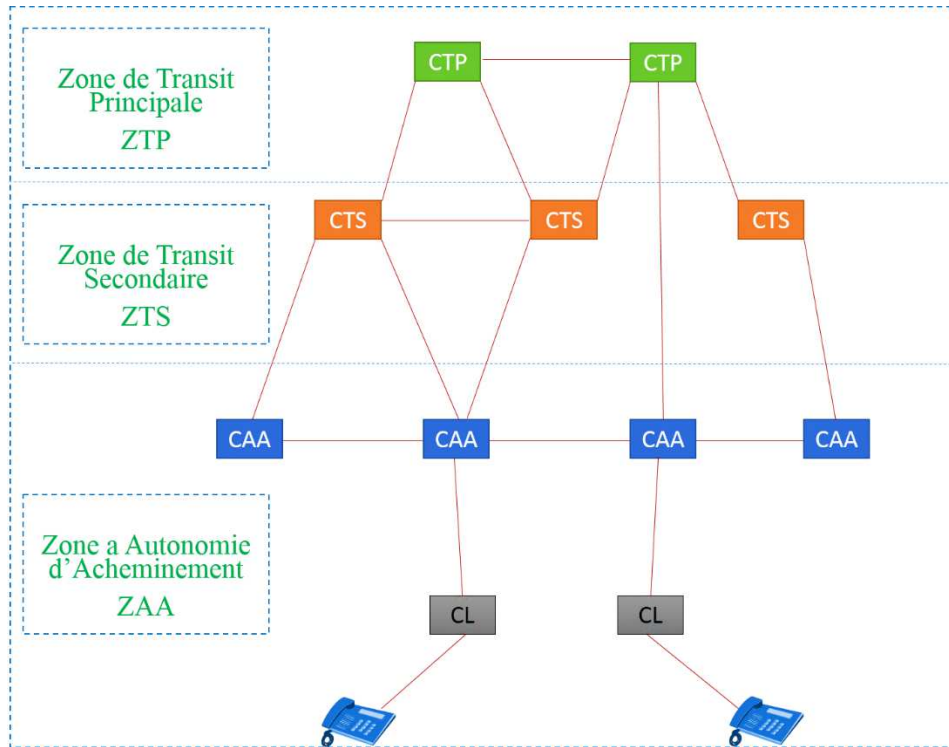 Zone de Transit
Principale
ZTP
CTP
CTP
Zone de Transit
Secondaire
ZTS
CTS
CTS
CTS
CAA
CAA
CAA
CAA
Zone a Autonomie
d’Acheminement
ZAA
CL
CL